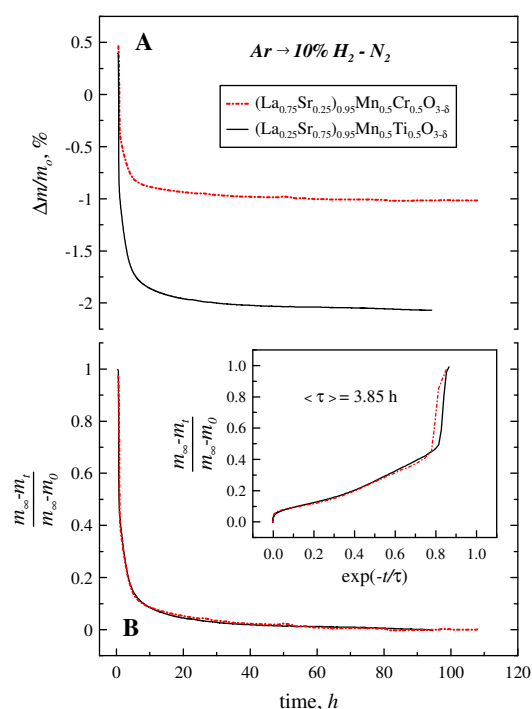 A
Ar → 10% H₂ - N₂
(La₀.₇₅Sr₀.₂₅)₀.₉₅Mn₀.₅Cr₀.₅O₃₋δ
(La₀.₂₅Sr₀.₇₅)₀.₉₅Mn₀.₅Ti₀.₅O₃₋δ
0.5
0
-0.5
-1
-1.5
-2
Δm/mₒ, %
1
0.8
0.6
0.4
0.2
0
m∞-mₜ
m∞-m₀
1.0
0.8
0.6
0.4
0.2
0.0
m∞-mₜ
m∞-m₀
< τ > = 3.85 h
0.0 0.2 0.4 0.6 0.8 1.0
exp(-t/τ)
B
0 20 40 60 80 100 120
time, h